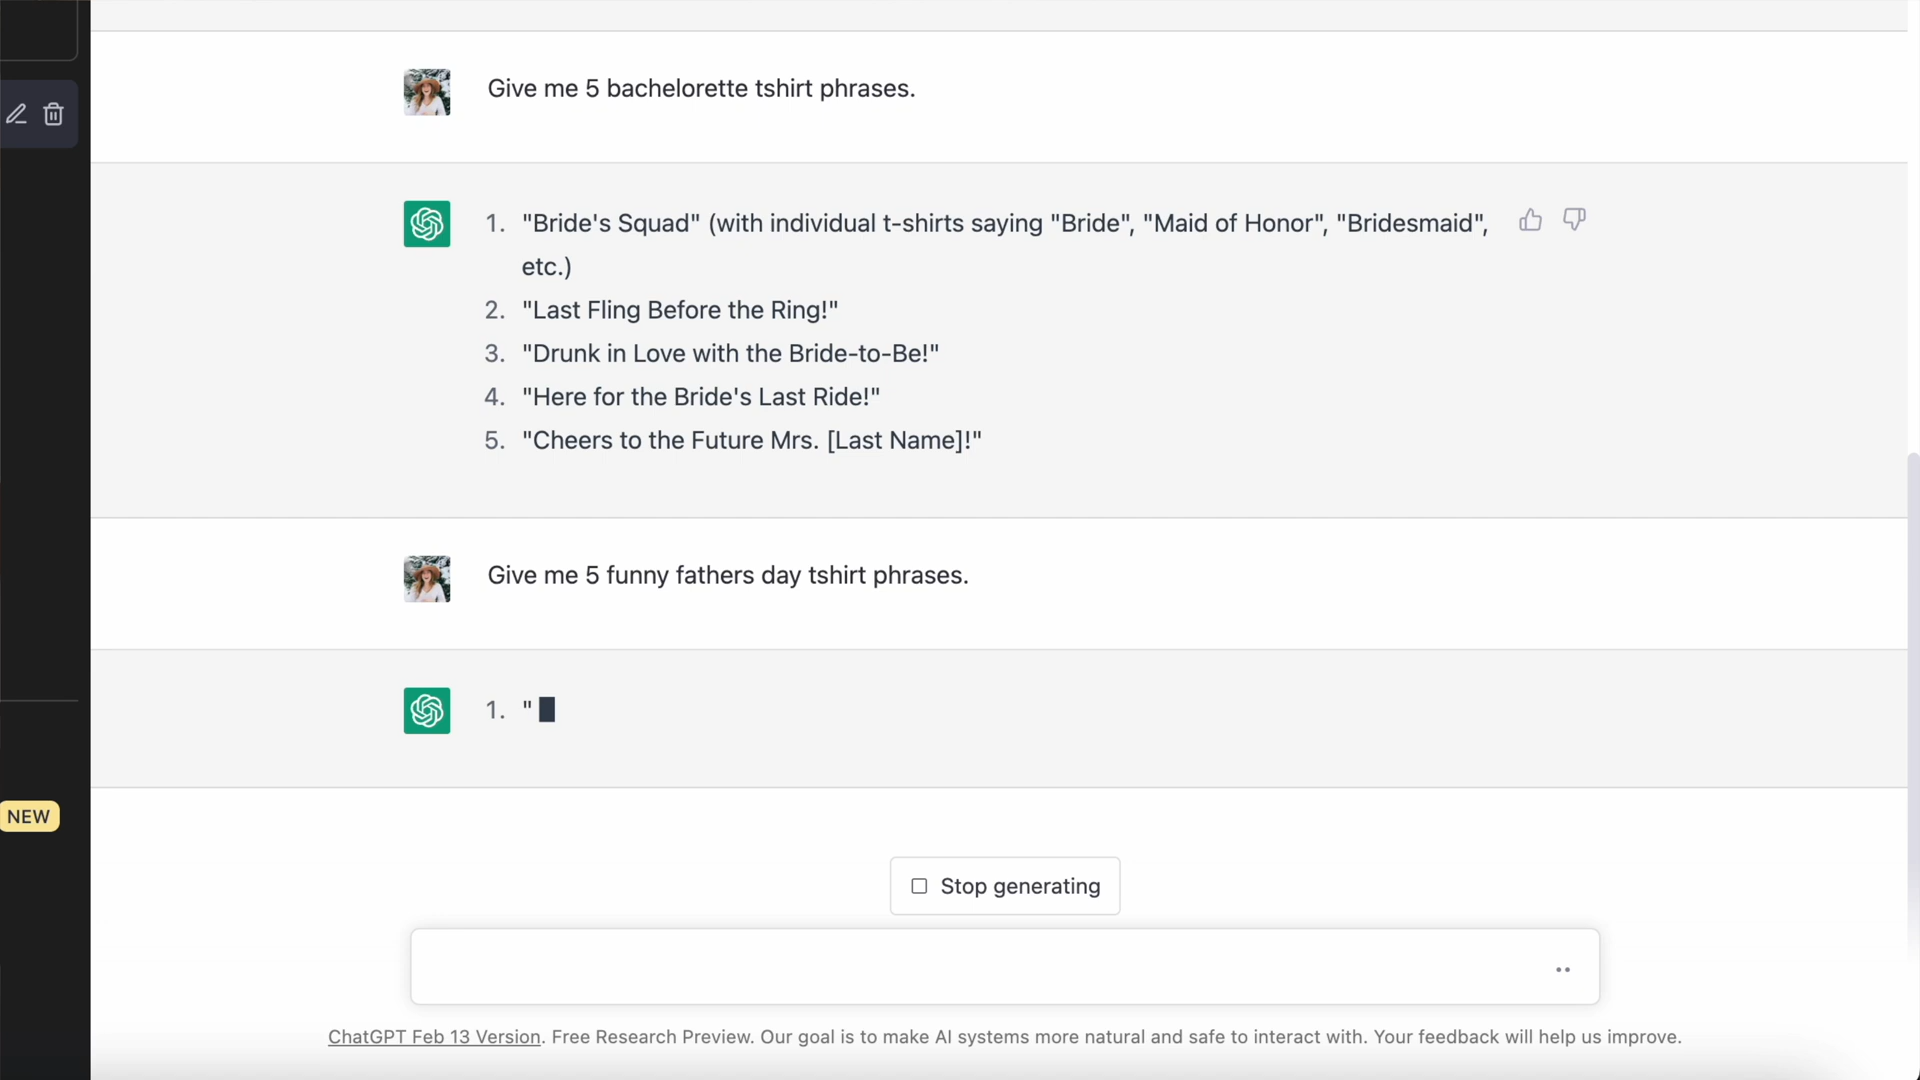 Give me 5 bachelorette tshirt phrases.
1. "Bride's Squad" (with individual t-shirts saying "Bride", "Maid of Honor", "Bridesmaid",
etc.)
2. "Last Fling Before the Ring!"
3. "Drunk in Love with the Bride-to-Be!"
4. "Here for the Bride's Last Ride!"
5. "Cheers to the Future Mrs. [Last Name]!"
Give me 5 funny fathers day tshirt phrases.
1. "
NEW
Stop generating
ChatGPT Feb 13 Version. Free Research Preview. Our goal is to make AI systems more natural and safe to interact with. Your feedback will help us improve.